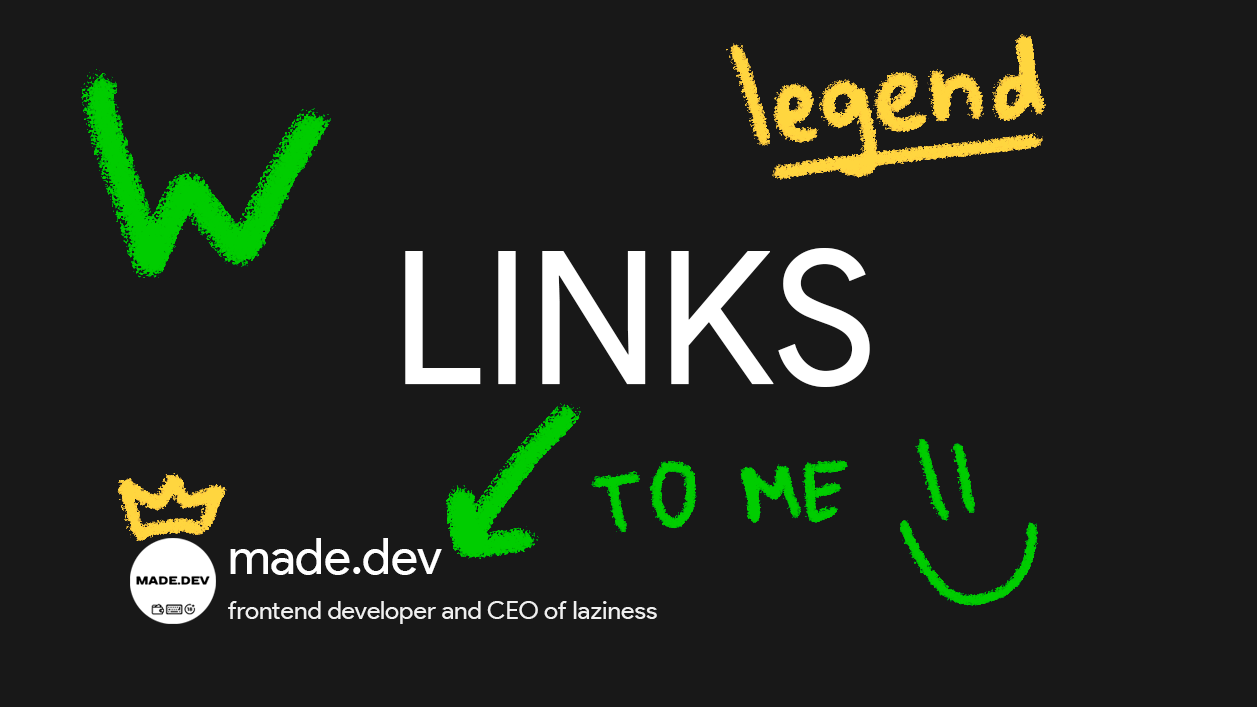 legend
W
LINKS
TO ME
made.dev
MADE.DEV
frontend developer and CEO of laziness